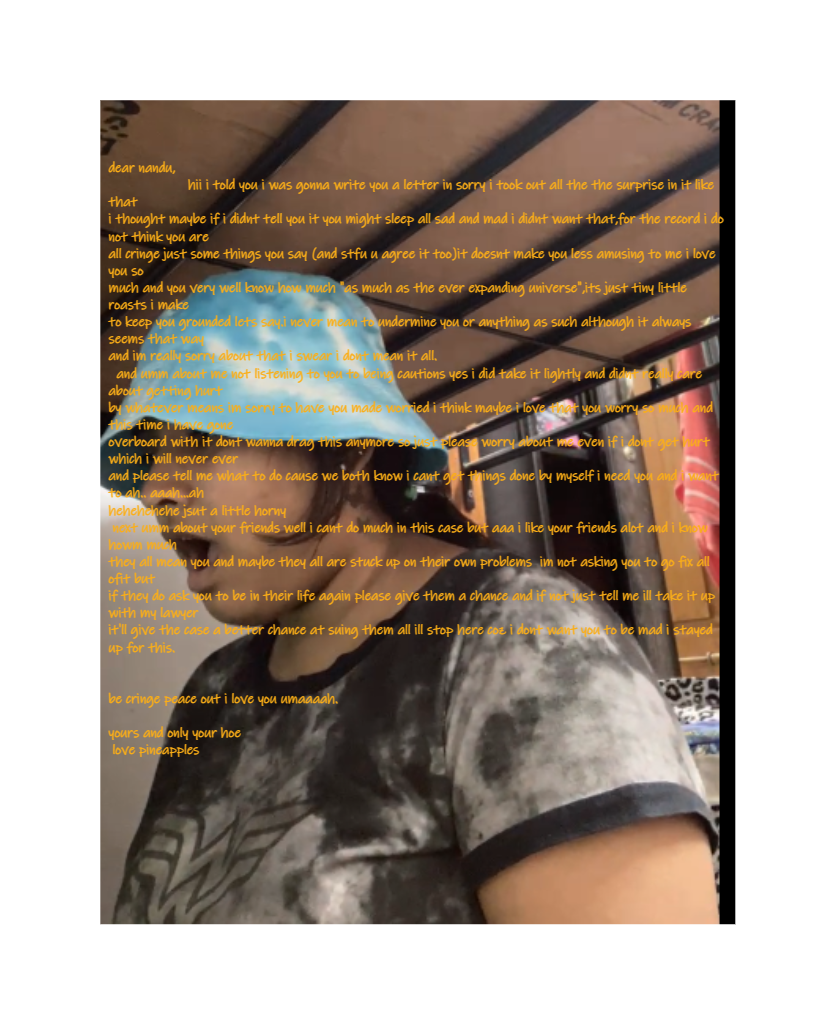 M CRA
dear nandu,
hii i told you i was gonna write you a letter in sorry i took out all the the surprise in it like
that
i thought maybe if i didnt tell you it you might sleep all sad and mad i didnt want that,for the record i do
not think you are
all cringe just some things you say (and stfu u agree it too)it doesnt make you less amusing to me i love
you so
much and you very well know how much "as much as the ever expanding universe",its just tiny little
roasts i make
to keep you grounded lets say,i never mean to undermine you or anything as such although it always
seems that way
and im really sorry about that i swear i dont mean it all.
and umm about me not listening to you to being cautions yes i did take it lightly and didnt really care
about getting hurt
by whatever means im sorry to have you made worried i think maybe i love that you worry so much and
this time i have gone
overboard with it dont wanna drag this anymore so just please worry about me even if i dont get hurt
which i will never ever
and please tell me what to do cause we both know i cant get things done by myself i need you and i want
to ah.. aaah...ah
hehehehehe jsut a little horny
next umm about your friends well i cant do much in this case but aaa i like your friends alot and i know
howm much
they all mean you and maybe they all are stuck up on their own problems im not asking you to go fix all
ofit but
if they do ask you to be in their life again please give them a chance and if not just tell me ill take it up
with my lawyer
it'll give the case a better chance at suing them all ill stop here coz i dont want you to be mad i stayed
up for this.
be cringe peace out i love you umaaaah.
yours and only your hoe
love pineapples